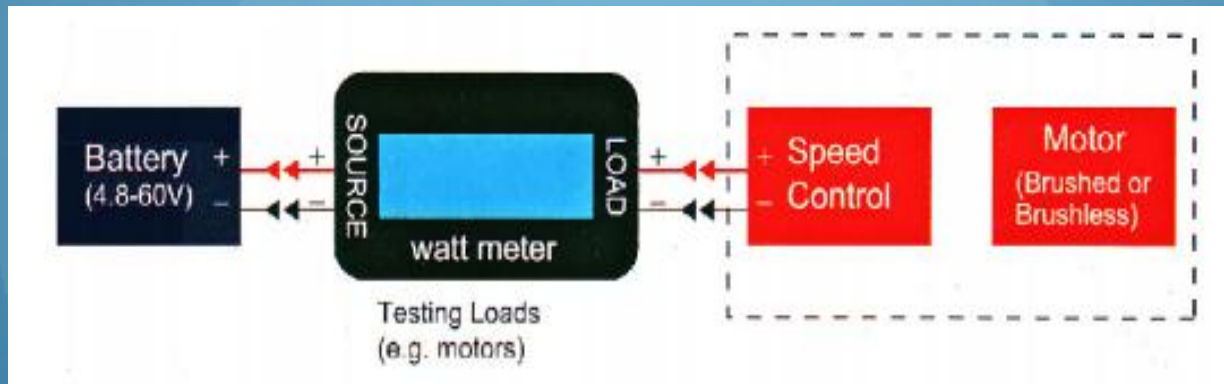 Battery +
(4.8-60V) −
+
−
SOURCE
LOAD
watt meter
+
−
+ Speed
− Control
Motor
(Brushed or
Brushless)
Testing Loads
(e.g. motors)